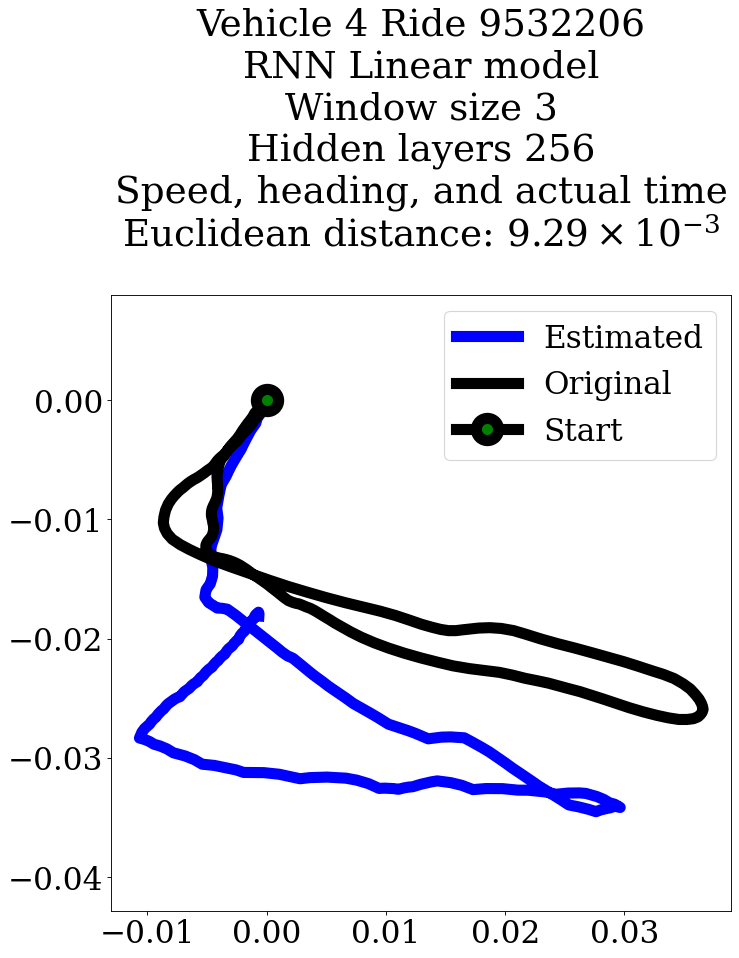 Vehicle 4 Ride 9532206
RNN Linear model
Window size 3
Hidden layers 256
Speed, heading, and actual time
Euclidean distance: 9.29 × 10⁻³
Estimated
Original
Start
0.00
−0.01
−0.02
−0.03
−0.04
−0.01 0.00 0.01 0.02 0.03